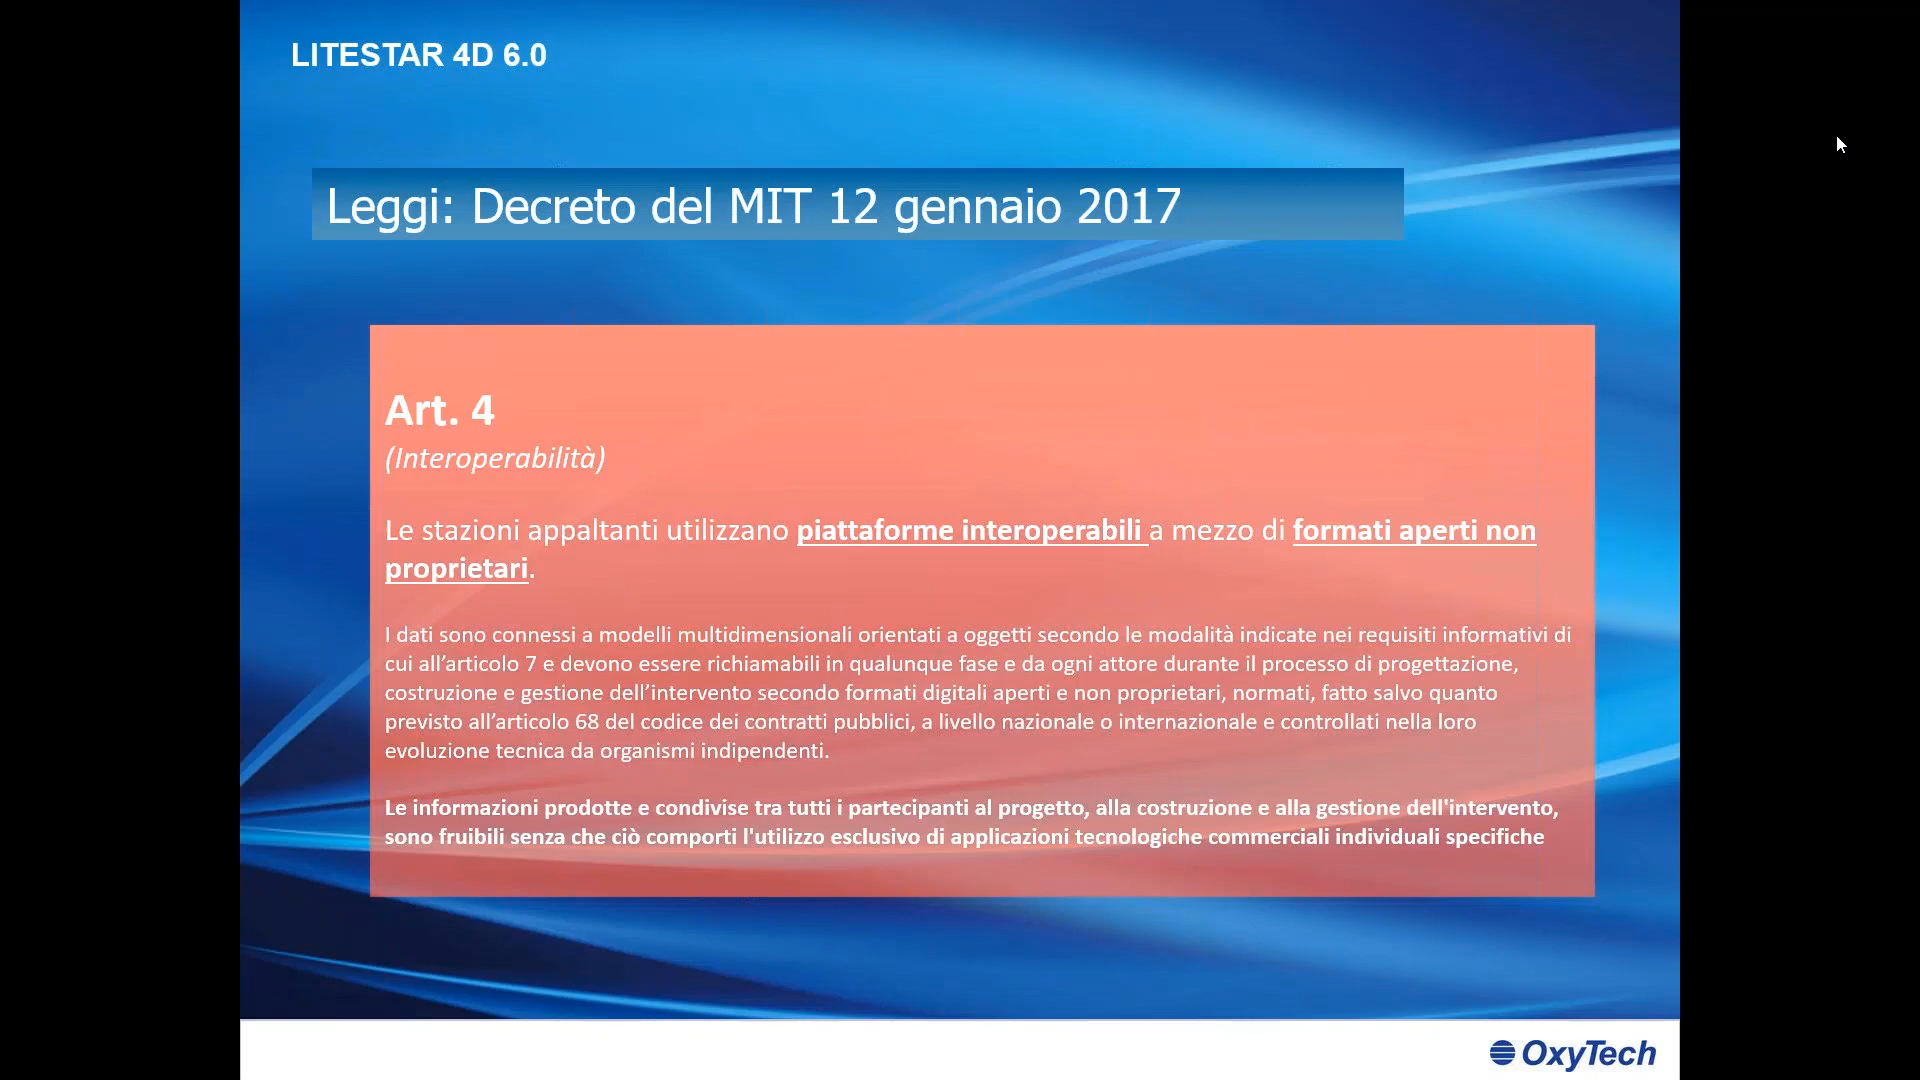 LITESTAR 4D 6.0
Leggi: Decreto del MIT 12 gennaio 2017
Art. 4
(Interoperabilità)
Le stazioni appaltanti utilizzano piattaforme interoperabili a mezzo di formati aperti non
proprietari.
I dati sono connessi a modelli multidimensionali orientati a oggetti secondo le modalità indicate nei requisiti informativi di
cui all’articolo 7 e devono essere richiamabili in qualunque fase e da ogni attore durante il processo di progettazione,
costruzione e gestione dell’intervento secondo formati digitali aperti e non proprietari, normati, fatto salvo quanto
previsto all’articolo 68 del codice dei contratti pubblici, a livello nazionale o internazionale e controllati nella loro
evoluzione tecnica da organismi indipendenti.
Le informazioni prodotte e condivise tra tutti i partecipanti al progetto, alla costruzione e alla gestione dell'intervento,
sono fruibili senza che ciò comporti l'utilizzo esclusivo di applicazioni tecnologiche commerciali individuali specifiche
OxyTech